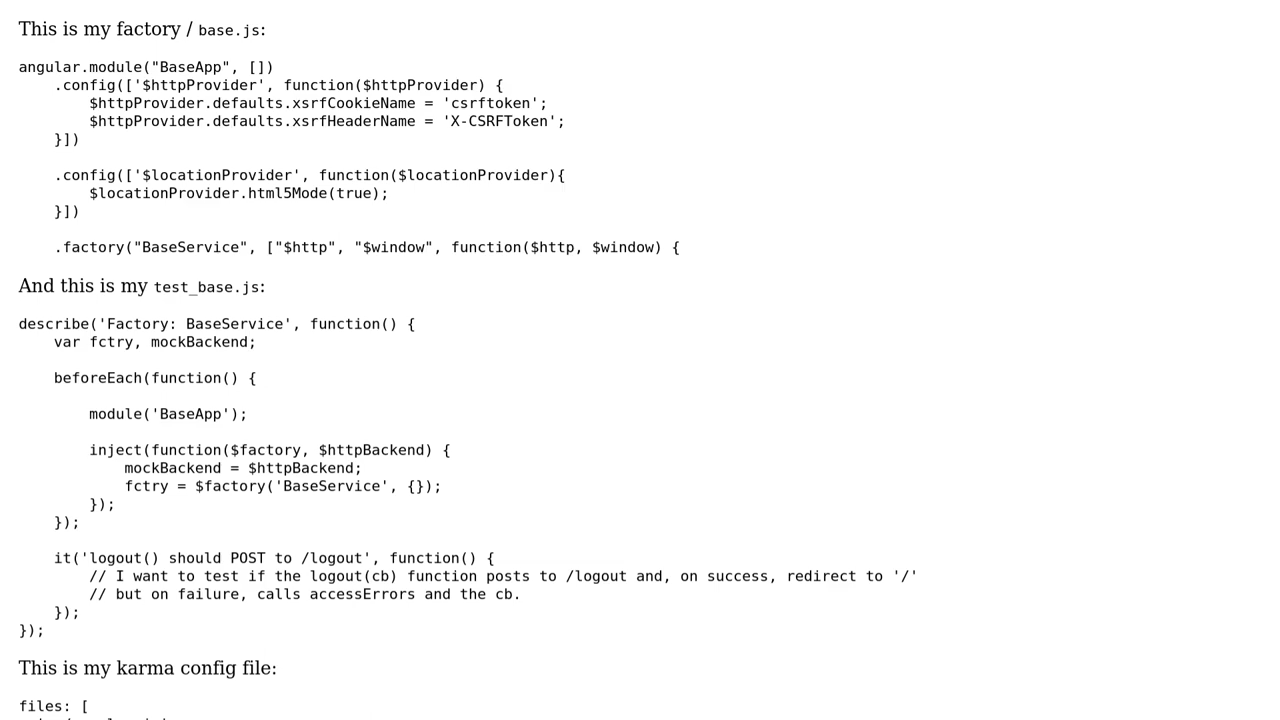 This is my factory / base.js:
angular.module("BaseApp", [])
    .config(['$httpProvider', function($httpProvider) {
        $httpProvider.defaults.xsrfCookieName = 'csrftoken';
        $httpProvider.defaults.xsrfHeaderName = 'X-CSRFToken';
    }])
    .config(['$locationProvider', function($locationProvider){
        $locationProvider.html5Mode(true);
    }])
    .factory("BaseService", ["$http", "$window", function($http, $window) {
And this is my test_base.js:
describe('Factory: BaseService', function() {
    var fctry, mockBackend;
    beforeEach(function() {
        module('BaseApp');
        inject(function($factory, $httpBackend) {
            mockBackend = $httpBackend;
            fctry = $factory('BaseService', {});
        });
    });
    it('logout() should POST to /logout', function() {
        // I want to test if the logout(cb) function posts to /logout and, on success, redirect to '/'
        // but on failure, calls accessErrors and the cb.
    });
});
This is my karma config file:
files: [